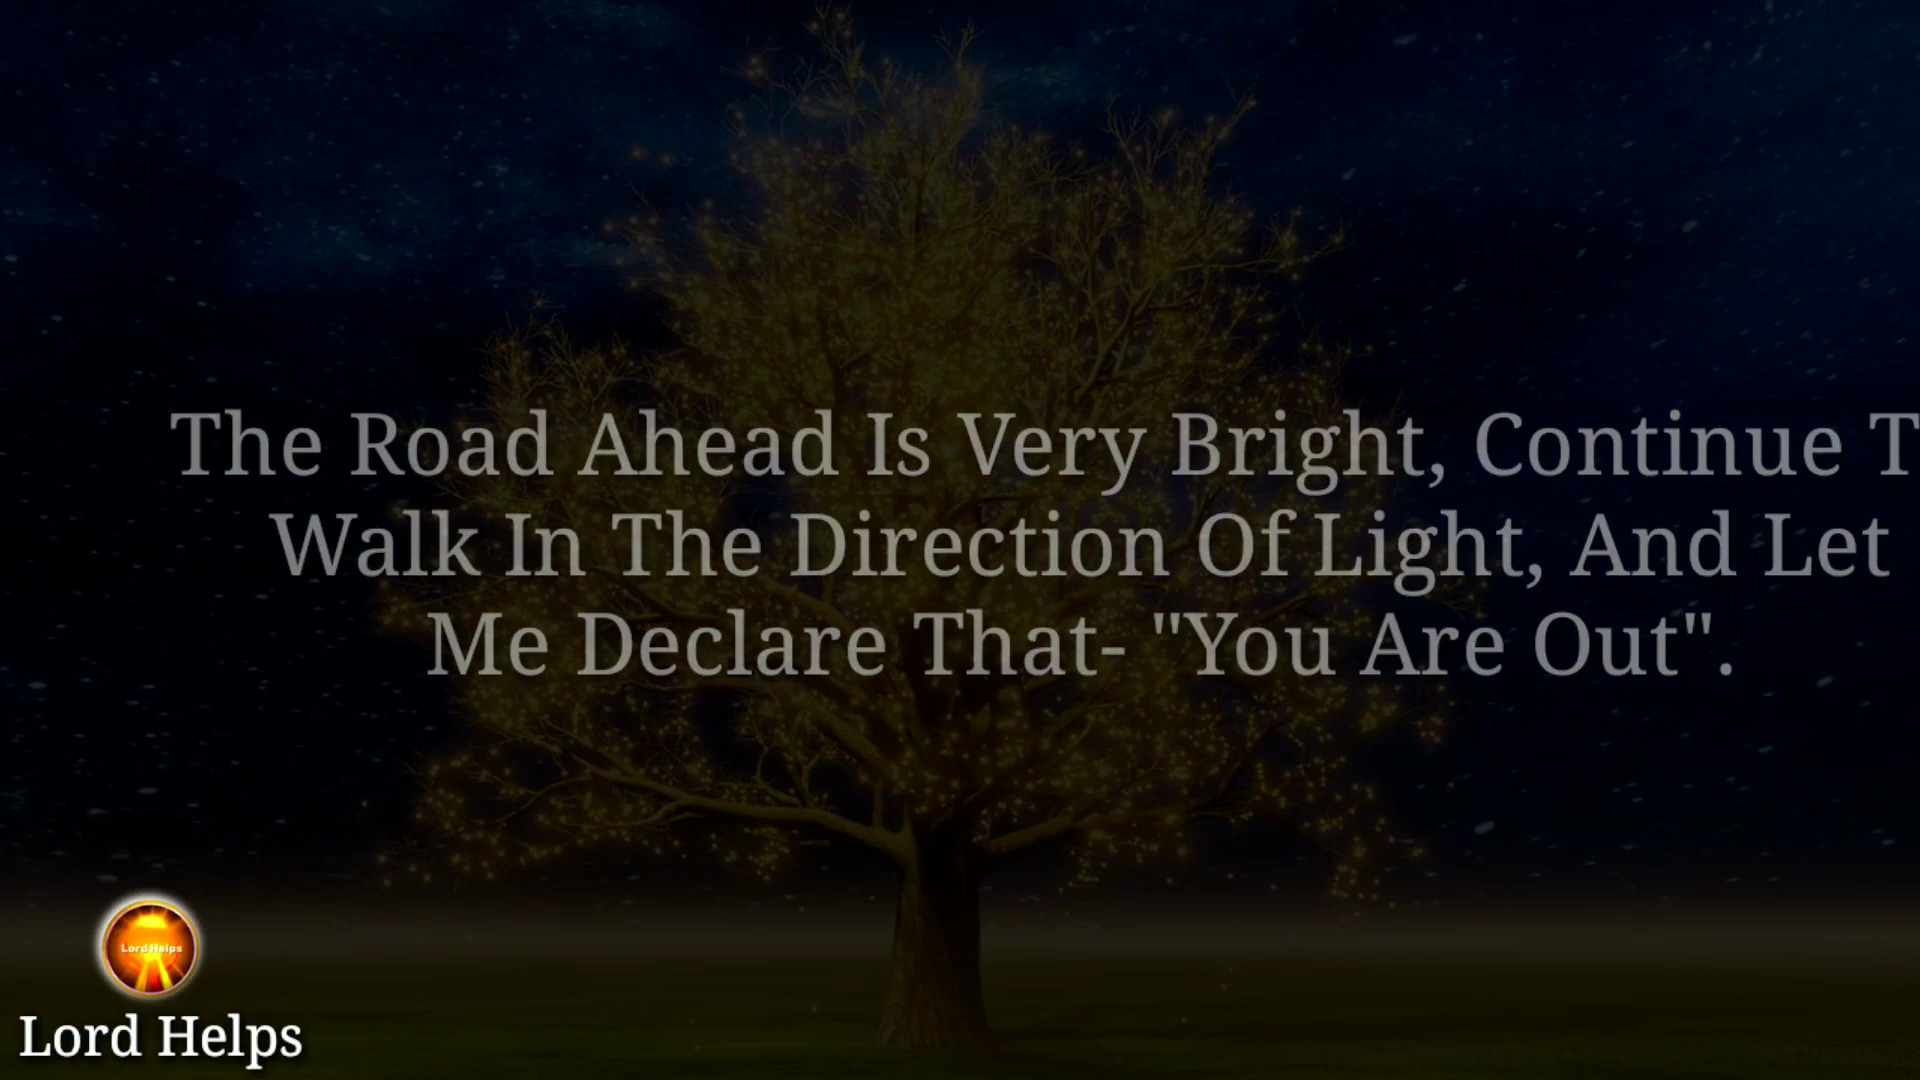 The Road Ahead Is Very Bright, Continue T
Walk In The Direction Of Light, And Let
Me Declare That- "You Are Out".
Lord Helps
Lord Helps